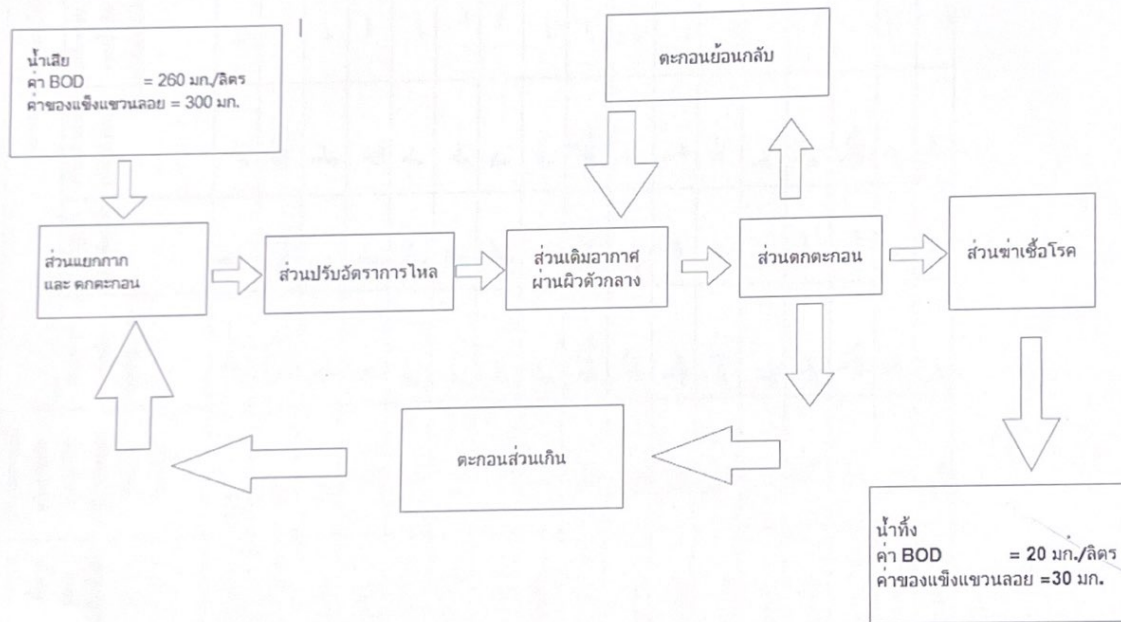 น้ำเสีย
ค่า BOD = 260 มก./ลิตร
ค่าของแข็งแขวนลอย = 300 มก.
ตะกอนย้อนกลับ
ส่วนแยกกาก
และ ตกตะกอน
ส่วนปรับอัตราการไหล
ส่วนเติมอากาศ
ผ่านผิวตัวกลาง
ส่วนตกตะกอน
ส่วนฆ่าเชื้อโรค
ตะกอนส่วนเกิน
น้ำทิ้ง
ค่า BOD = 20 มก./ลิตร
ค่าของแข็งแขวนลอย =30 มก.